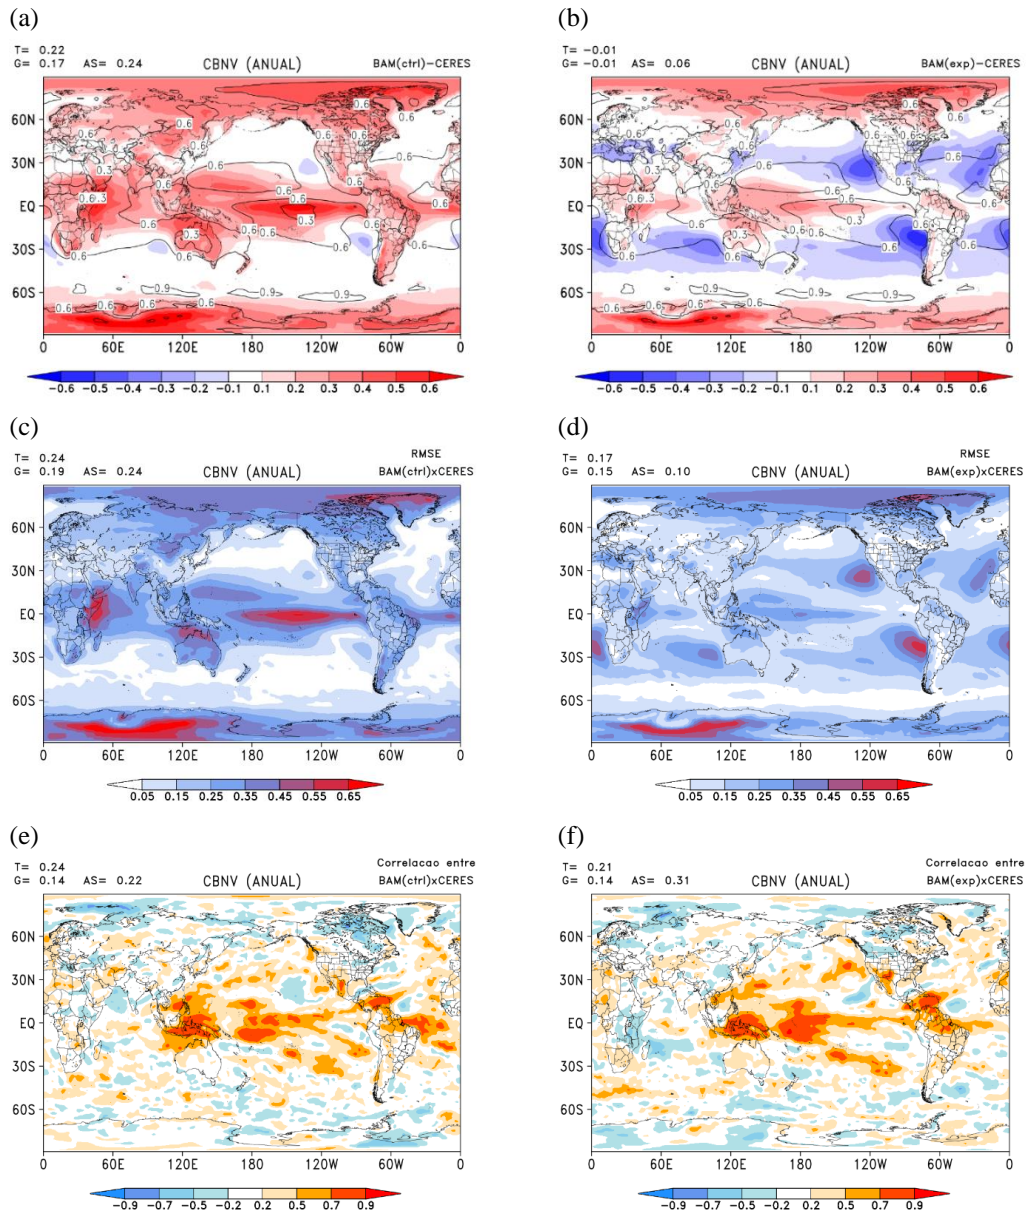 (a)
T= 0.22
G= 0.17 AS= 0.24 CBNV (ANUAL) BAM(ctrl)−CERES
60N
30N
EQ
30S
60S
0 60E 120E 180 120W 60W 0
−0.6 −0.5 −0.4 −0.3 −0.2 −0.1 0.1 0.2 0.3 0.4 0.5 0.6
(b)
T= −0.01
G= −0.01 AS= 0.06 CBNV (ANUAL) BAM(exp)−CERES
60N
30N
EQ
30S
60S
0 60E 120E 180 120W 60W 0
−0.6 −0.5 −0.4 −0.3 −0.2 −0.1 0.1 0.2 0.3 0.4 0.5 0.6
(c)
RMSE
T= 0.24
G= 0.19 AS= 0.24 CBNV (ANUAL) BAM(ctrl)xCERES
60N
30N
EQ
30S
60S
0 60E 120E 180 120W 60W 0
0.05 0.15 0.25 0.35 0.45 0.55 0.65
(d)
RMSE
T= 0.17
G= 0.15 AS= 0.10 CBNV (ANUAL) BAM(exp)xCERES
60N
30N
EQ
30S
60S
0 60E 120E 180 120W 60W 0
0.05 0.15 0.25 0.35 0.45 0.55 0.65
(e)
T= 0.24 Correlacao entre
G= 0.14 AS= 0.22 CBNV (ANUAL) BAM(ctrl)xCERES
60N
30N
EQ
30S
60S
0 60E 120E 180 120W 60W 0
−0.9 −0.7 −0.5 −0.2 0.2 0.5 0.7 0.9
(f)
T= 0.21 Correlacao entre
G= 0.14 AS= 0.31 CBNV (ANUAL) BAM(exp)xCERES
60N
30N
EQ
30S
60S
0 60E 120E 180 120W 60W 0
−0.9 −0.7 −0.5 −0.2 0.2 0.5 0.7 0.9